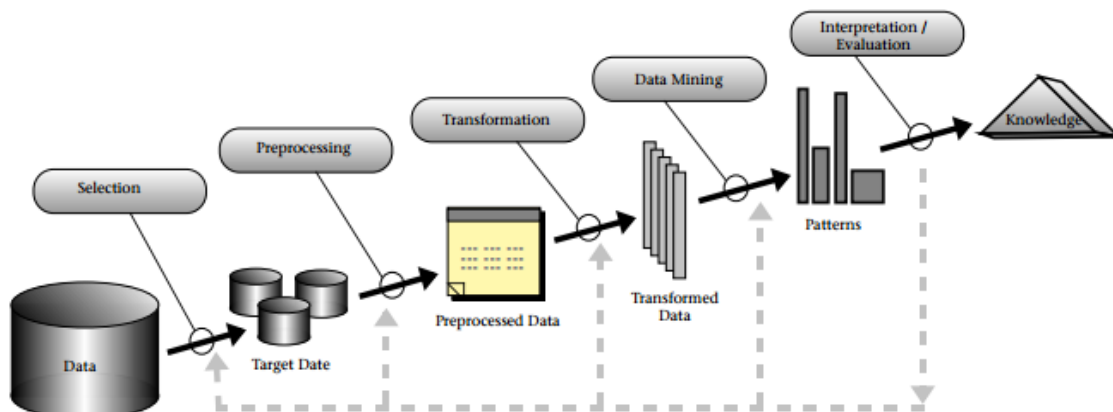 Interpretation /
Evaluation
Data Mining
Transformation
Preprocessing
Selection
Knowledge
Patterns
Transformed
Data
Preprocessed Data
Target Date
Data